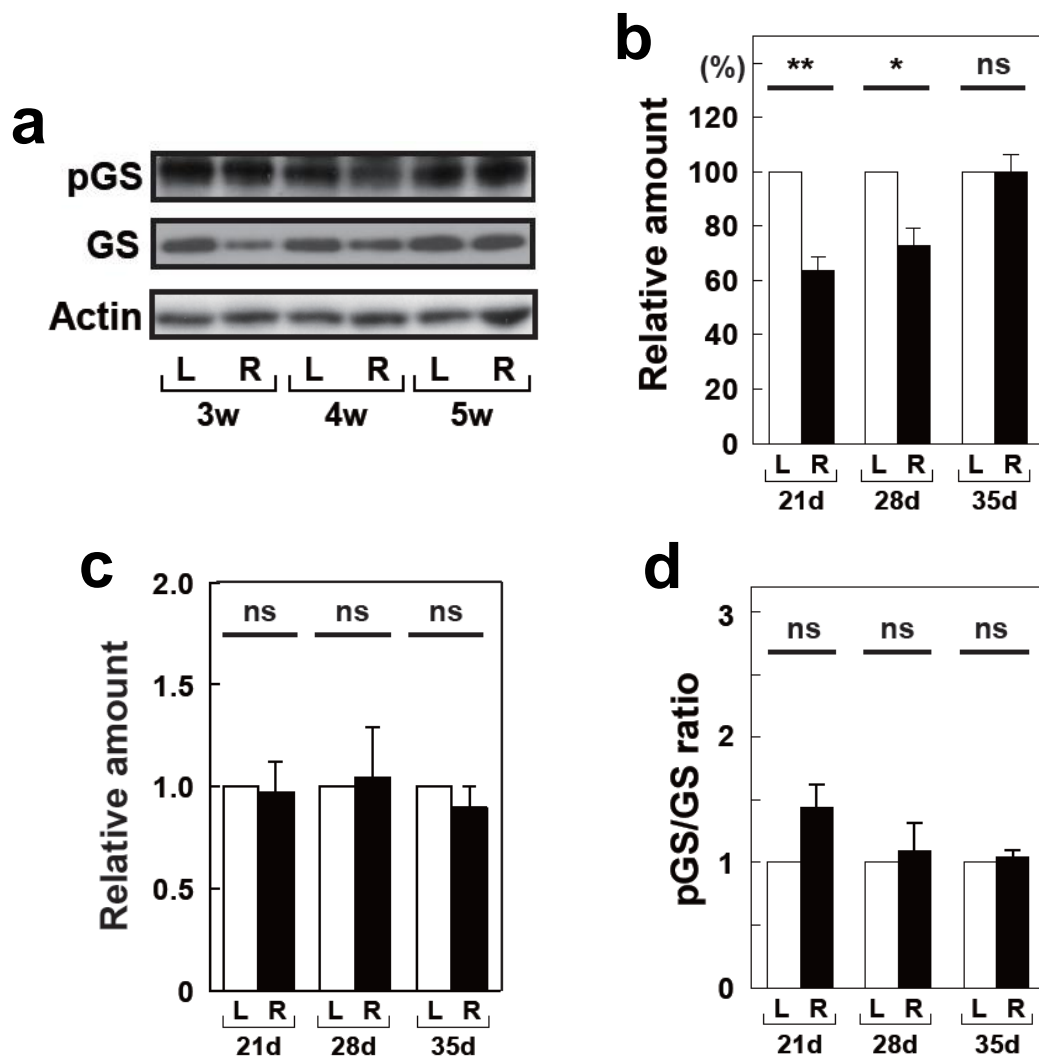 a
pGS
GS
Actin
L R L R L R
3w 4w 5w
b
(%)
** * ns
Relative amount
120
100
80
60
40
20
0
L R L R L R
21d 28d 35d
c
Relative amount
2.0
1.5
1.0
0.5
0
ns ns ns
L R L R L R
21d 28d 35d
d
pGS/GS ratio
3
2
1
0
ns ns ns
L R L R L R
21d 28d 35d